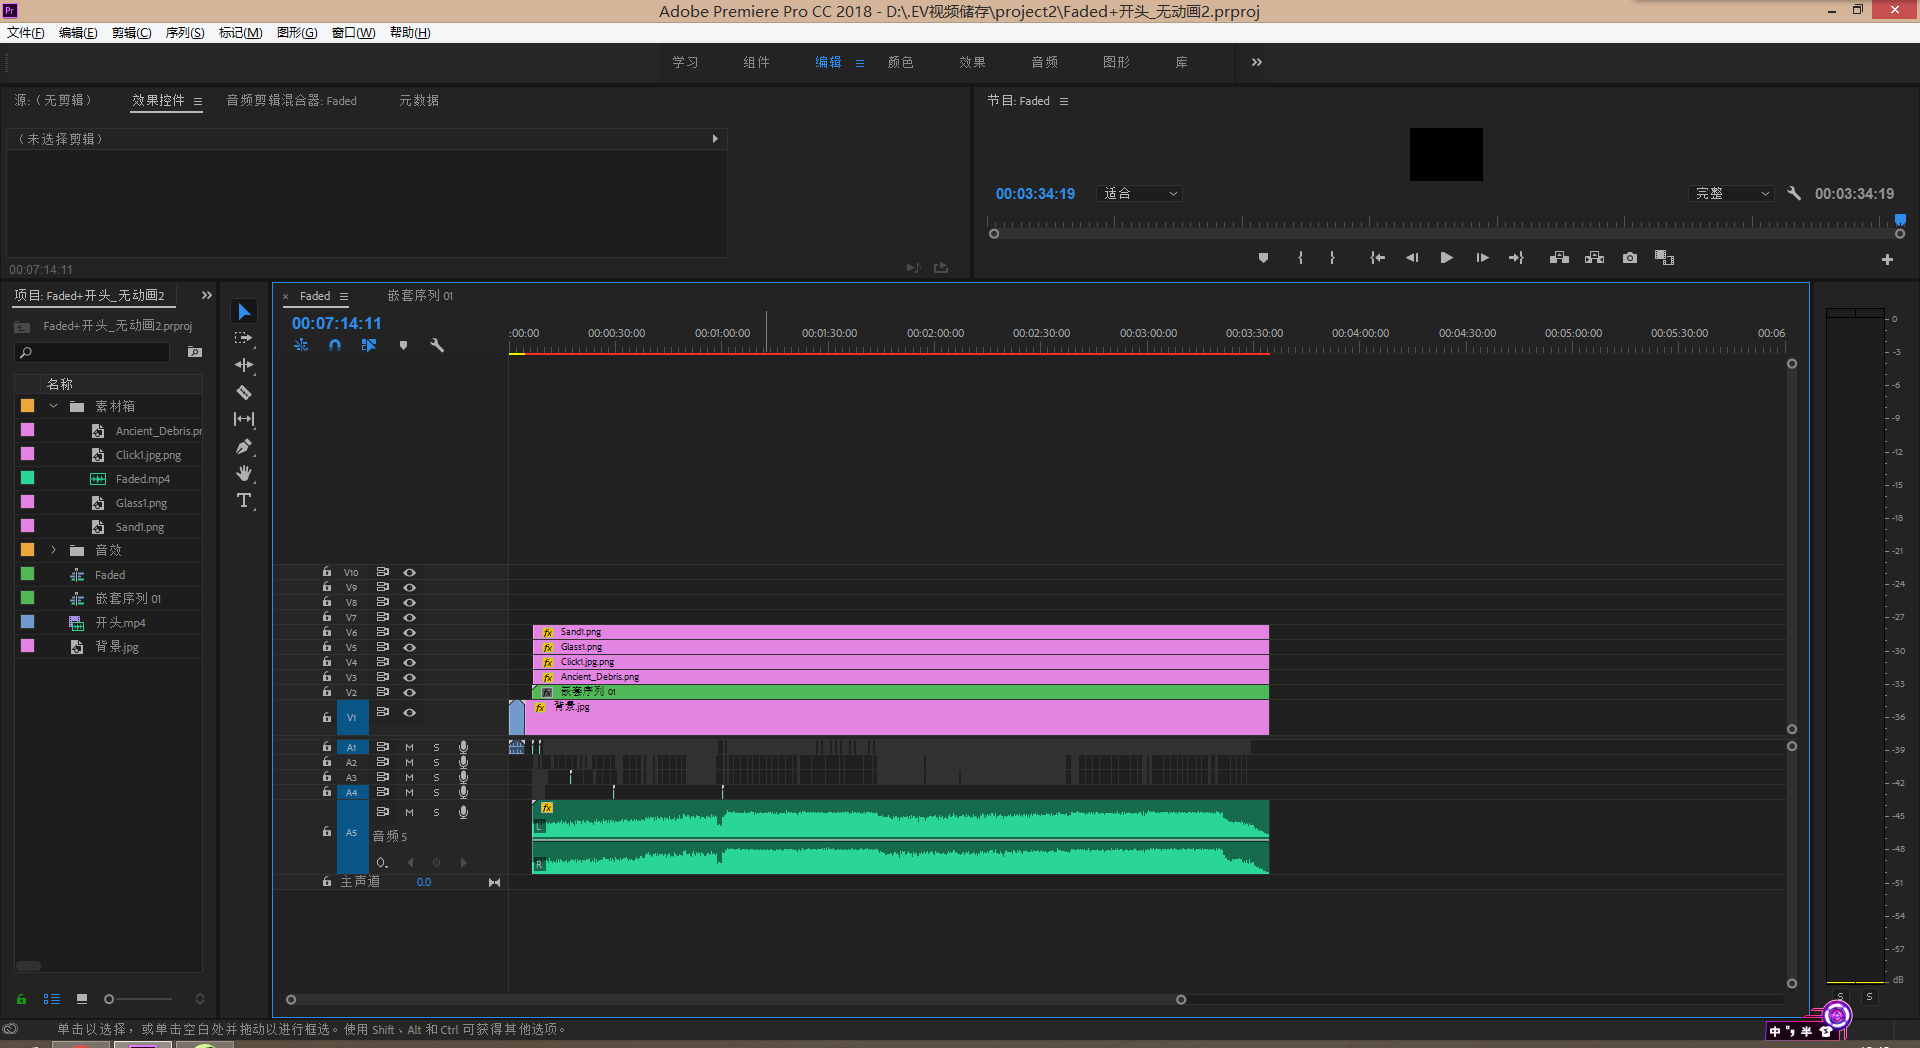 Pr
Adobe Premiere Pro CC 2018 - D:\.EV视频储存\project2\Faded+开头_无动画2.prproj
文件(F) 编辑(E) 剪辑(C) 序列(S) 标记(M) 图形(G) 窗口(W) 帮助(H)
学习 组件 编辑 颜色 效果 音频 图形 库
源:（无剪辑） 效果控件 音频剪辑混合器: Faded 元数据
节目: Faded
（未选择剪辑）
00:03:34:19 适合 完整 00:03:34:19
00:07:14:11
项目: Faded+开头_无动画2
Faded+开头_无动画2.prproj
名称
素材箱
Ancient_Debris.pr
Click1.jpg.png
Faded.mp4
Glass1.png
Sand1.png
音效
Faded
嵌套序列 01
开头.mp4
背景.jpg
T
× Faded 嵌套序列 01
00:07:14:11
:00:00 00:00:30:00 00:01:00:00 00:01:30:00 00:02:00:00 00:02:30:00 00:03:00:00 00:03:30:00 00:04:00:00 00:04:30:00 00:05:00:00 00:05:30:00 00:06
V10
V9
V8
V7
V6 fx Sand1.png
V5 fx Glass1.png
V4 fx Click1.jpg.png
V3 fx Ancient_Debris.png
V2 fx 嵌套序列 01
V1 fx 背景.jpg
A1 M S
A2 M S
A3 M S
A4 M S
A5 M S
音频 5
fx
L
R
主声道 0.0
0
-3
-6
-9
-12
-15
-18
-21
-24
-27
-30
-33
-36
-39
-42
-45
-48
-51
-54
-57
dB
S S
单击以选择，或单击空白处并拖动以进行框选。使用 Shift、Alt 和 Ctrl 可获得其他选项。
中 °, 半